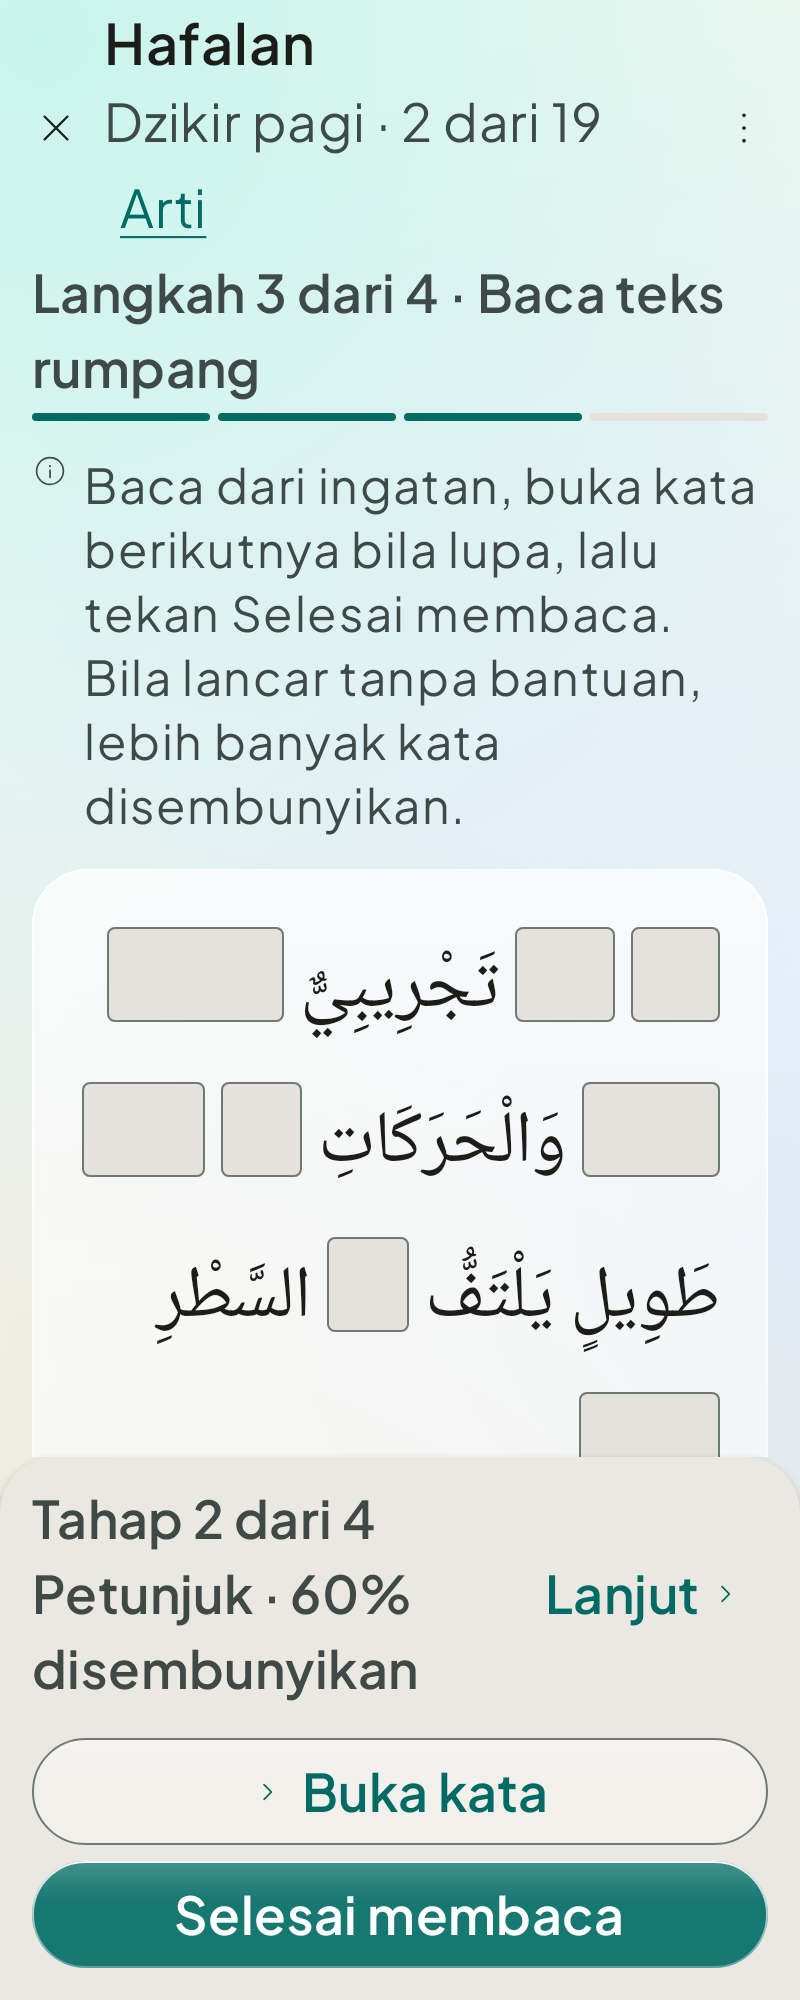 Hafalan
Dzikir pagi · 2 dari 19
Arti
Langkah 3 dari 4 · Baca teks
rumpang
Baca dari ingatan, buka kata
berikutnya bila lupa, lalu
tekan Selesai membaca.
Bila lancar tanpa bantuan,
lebih banyak kata
disembunyikan.
تَجْرِيبِيٌّ
وَالْحَرَكَاتِ
طَوِيلٍ يَلْتَفُّ السَّطْرِ
Tahap 2 dari 4
Petunjuk · 60%
disembunyikan
Lanjut
Buka kata
Selesai membaca